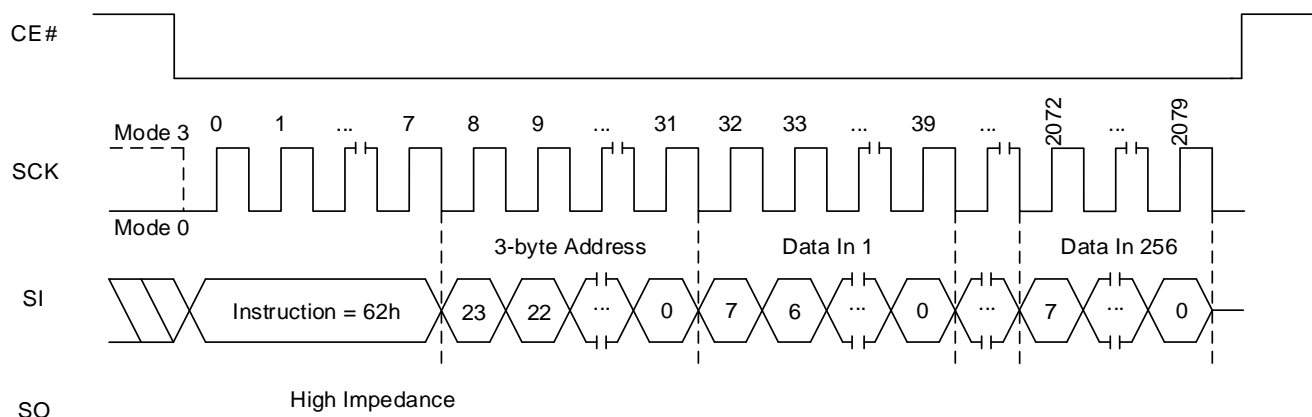 CE#
0 1 ... 7 8 9 ... 31 32 33 ... 39 ... 2072 ... 2079
Mode 3
SCK
Mode 0
3-byte Address Data In 1 Data In 256
SI
Instruction = 62h 23 22 ... 0 7 6 ... 0 ... 7 ... 0
High Impedance
SO